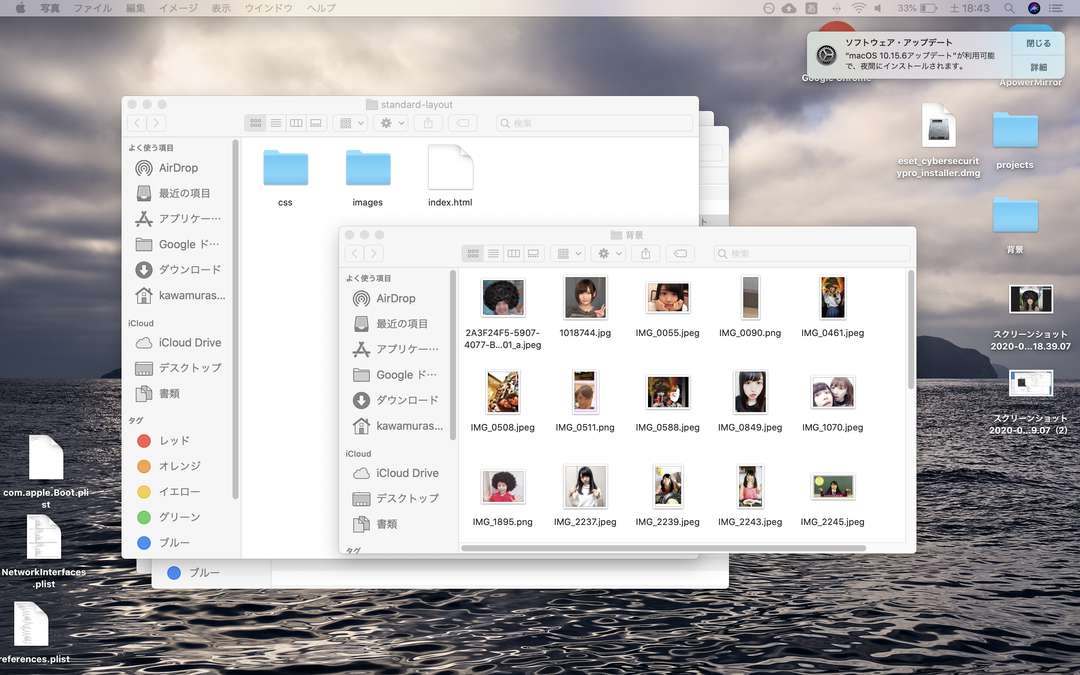 写真 ファイル 編集 イメージ 表示 ウインドウ ヘルプ
33% 土 18:43
ソフトウェア・アップデート
"macOS 10.15.6アップデート"が利用可能
で、夜間にインストールされます。
閉じる
詳細
Google Chrome
ApowerMirror
eset_cybersecurit
ypro_installer.dmg
projects
背景
スクリーンショット
2020-0...18.39.07
スクリーンショット
2020-0...9.07（2）
com.apple.Boot.pli
st
NetworkInterfaces
.plist
references.plist
standard-layout
検索
よく使う項目
AirDrop
最近の項目
アプリケー…
Google ド…
ダウンロード
kawamuras...
iCloud
iCloud Drive
デスクトップ
書類
タグ
レッド
オレンジ
イエロー
グリーン
ブルー
css
images
index.html
ブルー
背景
検索
よく使う項目
AirDrop
最近の項目
アプリケー…
Google ド…
ダウンロード
kawamuras...
iCloud
iCloud Drive
デスクトップ
書類
タグ
2A3F24F5-5907-
4077-B...01_a.jpeg
1018744.jpg
IMG_0055.jpeg
IMG_0090.png
IMG_0461.jpeg
IMG_0508.jpeg
IMG_0511.png
IMG_0588.jpeg
IMG_0849.jpeg
IMG_1070.jpeg
IMG_1895.png
IMG_2237.jpeg
IMG_2239.jpeg
IMG_2243.jpeg
IMG_2245.jpeg